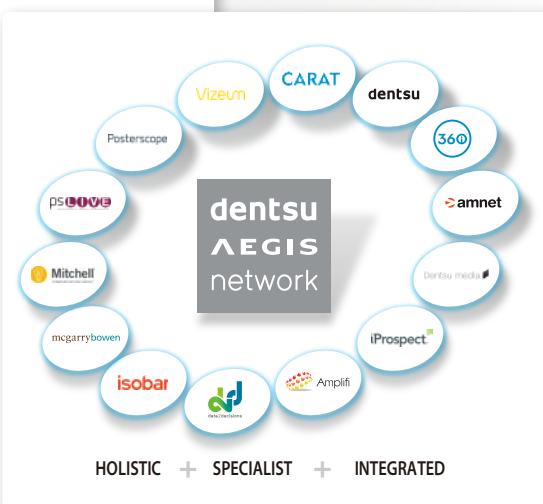 CARAT
dentsu
360i
amnet
Dentsu media
iProspect
Amplifi
data2decisions
isobar
mcgarrybowen
Mitchell
psLIVE
Posterscope
Vizeum
dentsu
AEGIS
network
HOLISTIC + SPECIALIST + INTEGRATED